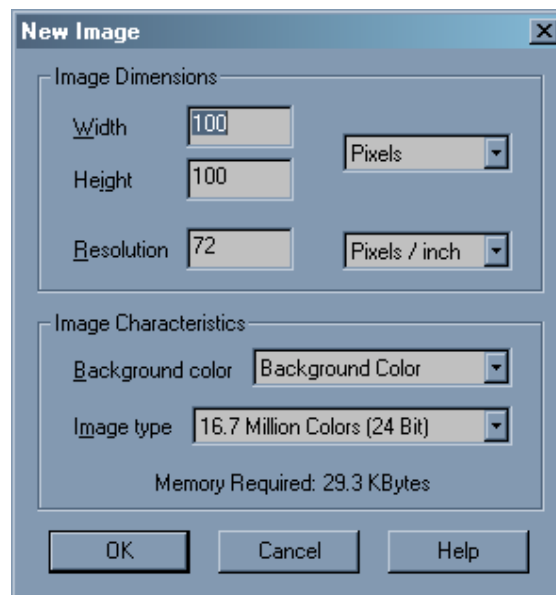 New Image
Image Dimensions
Width 100
Pixels
Height 100
Resolution 72 Pixels / inch
Image Characteristics
Background color Background Color
Image type 16.7 Million Colors (24 Bit)
Memory Required: 29.3 KBytes
OK Cancel Help